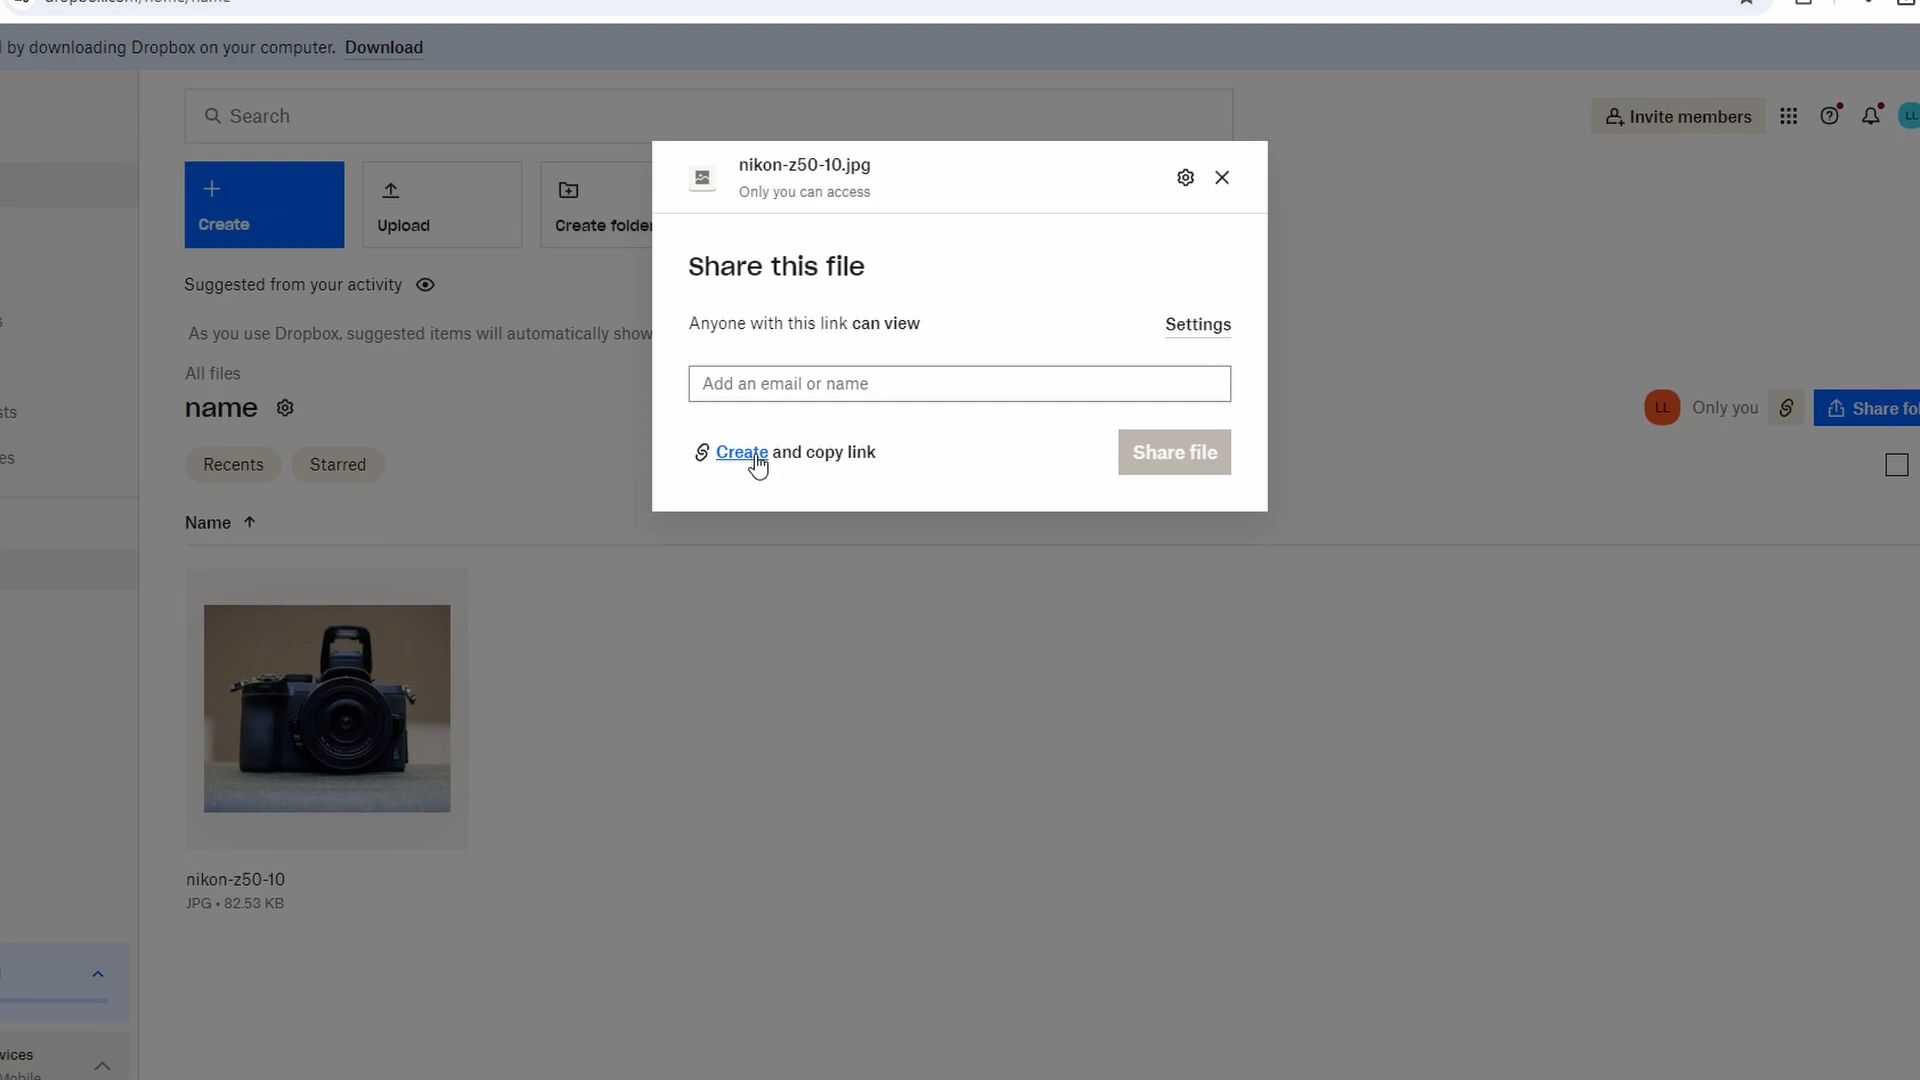 by downloading Dropbox on your computer. Download
Search
Invite members
LL
nikon-z50-10.jpg
Only you can access
Create
Upload
Create folder
Share this file
Suggested from your activity
Anyone with this link can view
Settings
As you use Dropbox, suggested items will automatically show
All files
Add an email or name
name
LL
Only you
Share fol
Create and copy link
Share file
Recents
Starred
Name
nikon-z50-10
JPG • 82.53 KB